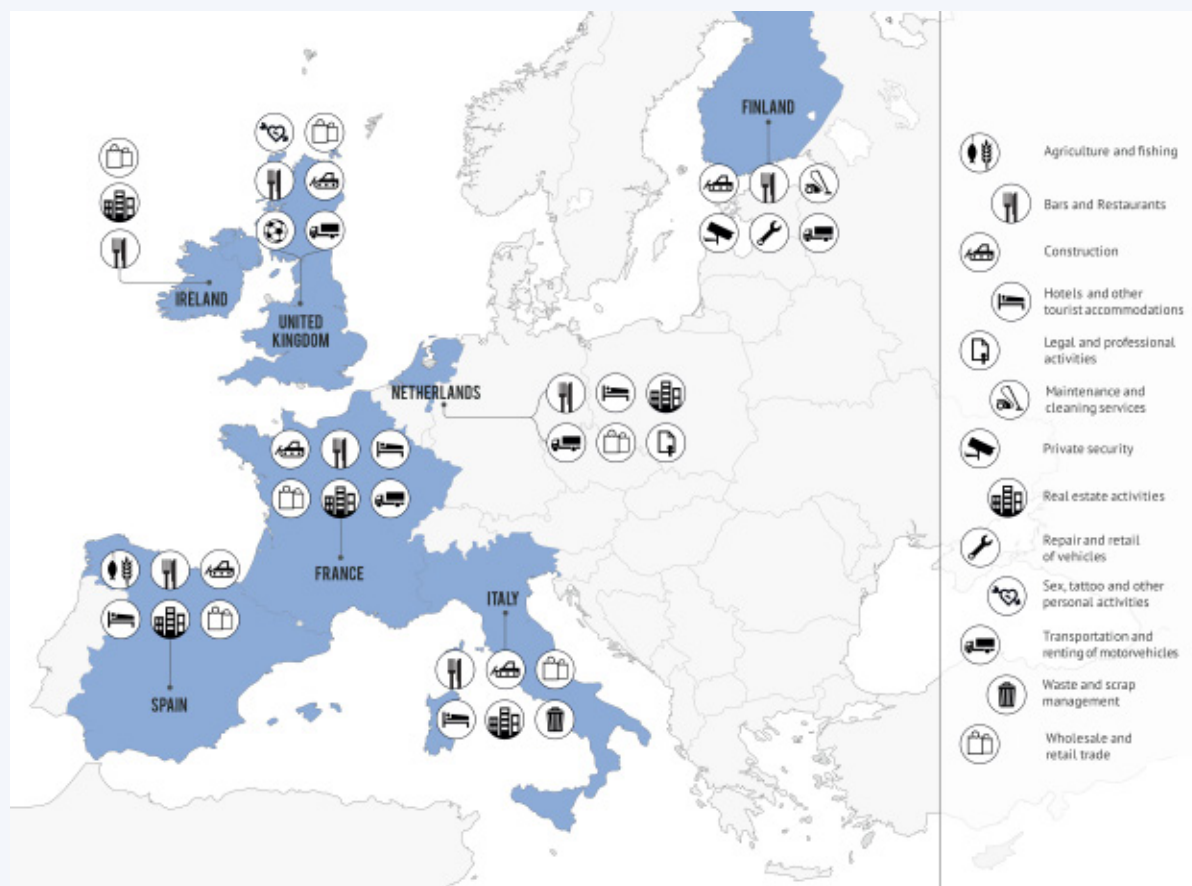 FINLAND
IRELAND
UNITED
KINGDOM
NETHERLANDS
FRANCE
ITALY
SPAIN
Agriculture and fishing
Bars and Restaurants
Construction
Hotels and other
tourist accommodations
Legal and professional
activities
Maintenance and
cleaning services
Private security
Real estate activities
Repair and retail
of vehicles
Sex, tattoo and other
personal activities
Transportation and
renting of motorvehicles
Waste and scrap
management
Wholesale and
retail trade